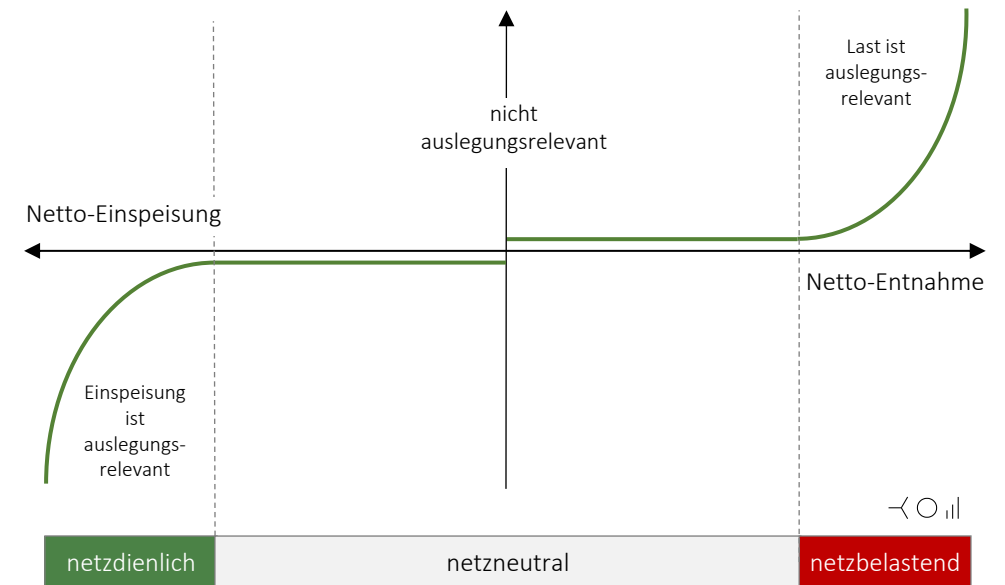 Last ist
auslegungs-
relevant
nicht
auslegungsrelevant
Netto-Einspeisung
Netto-Entnahme
Einspeisung
ist
auslegungs-
relevant
netzdienlich
netzneutral
netzbelastend